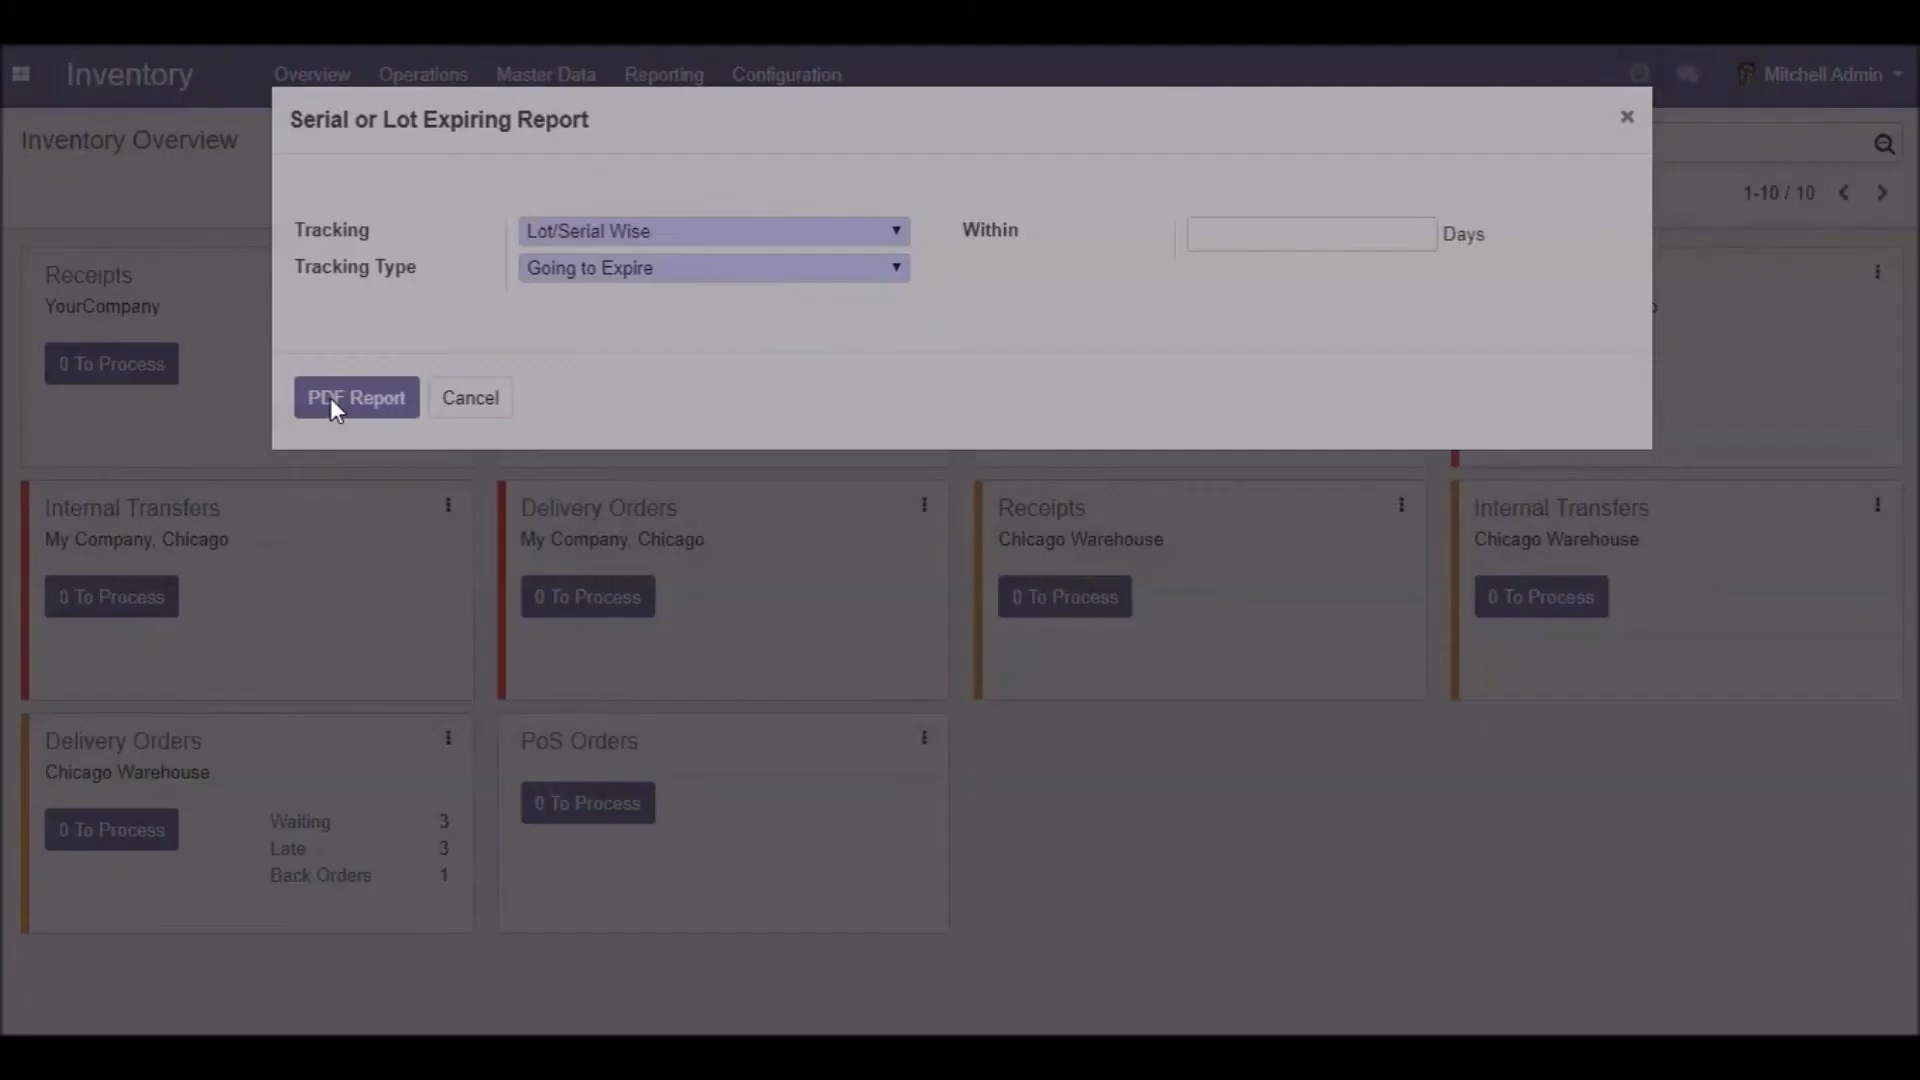 Inventory Overview Operations Master Data Reporting Configuration Mitchell Admin
Serial or Lot Expiring Report ×
Inventory Overview
1-10 / 10
Tracking Lot/Serial Wise Within Days
Tracking Type Going to Expire
Receipts
YourCompany
0 To Process
PDF Report Cancel
Internal Transfers Delivery Orders Receipts Internal Transfers
My Company, Chicago My Company, Chicago Chicago Warehouse Chicago Warehouse
0 To Process 0 To Process 0 To Process 0 To Process
Delivery Orders PoS Orders
Chicago Warehouse
0 To Process 0 To Process
Waiting 3
Late 3
Back Orders 1